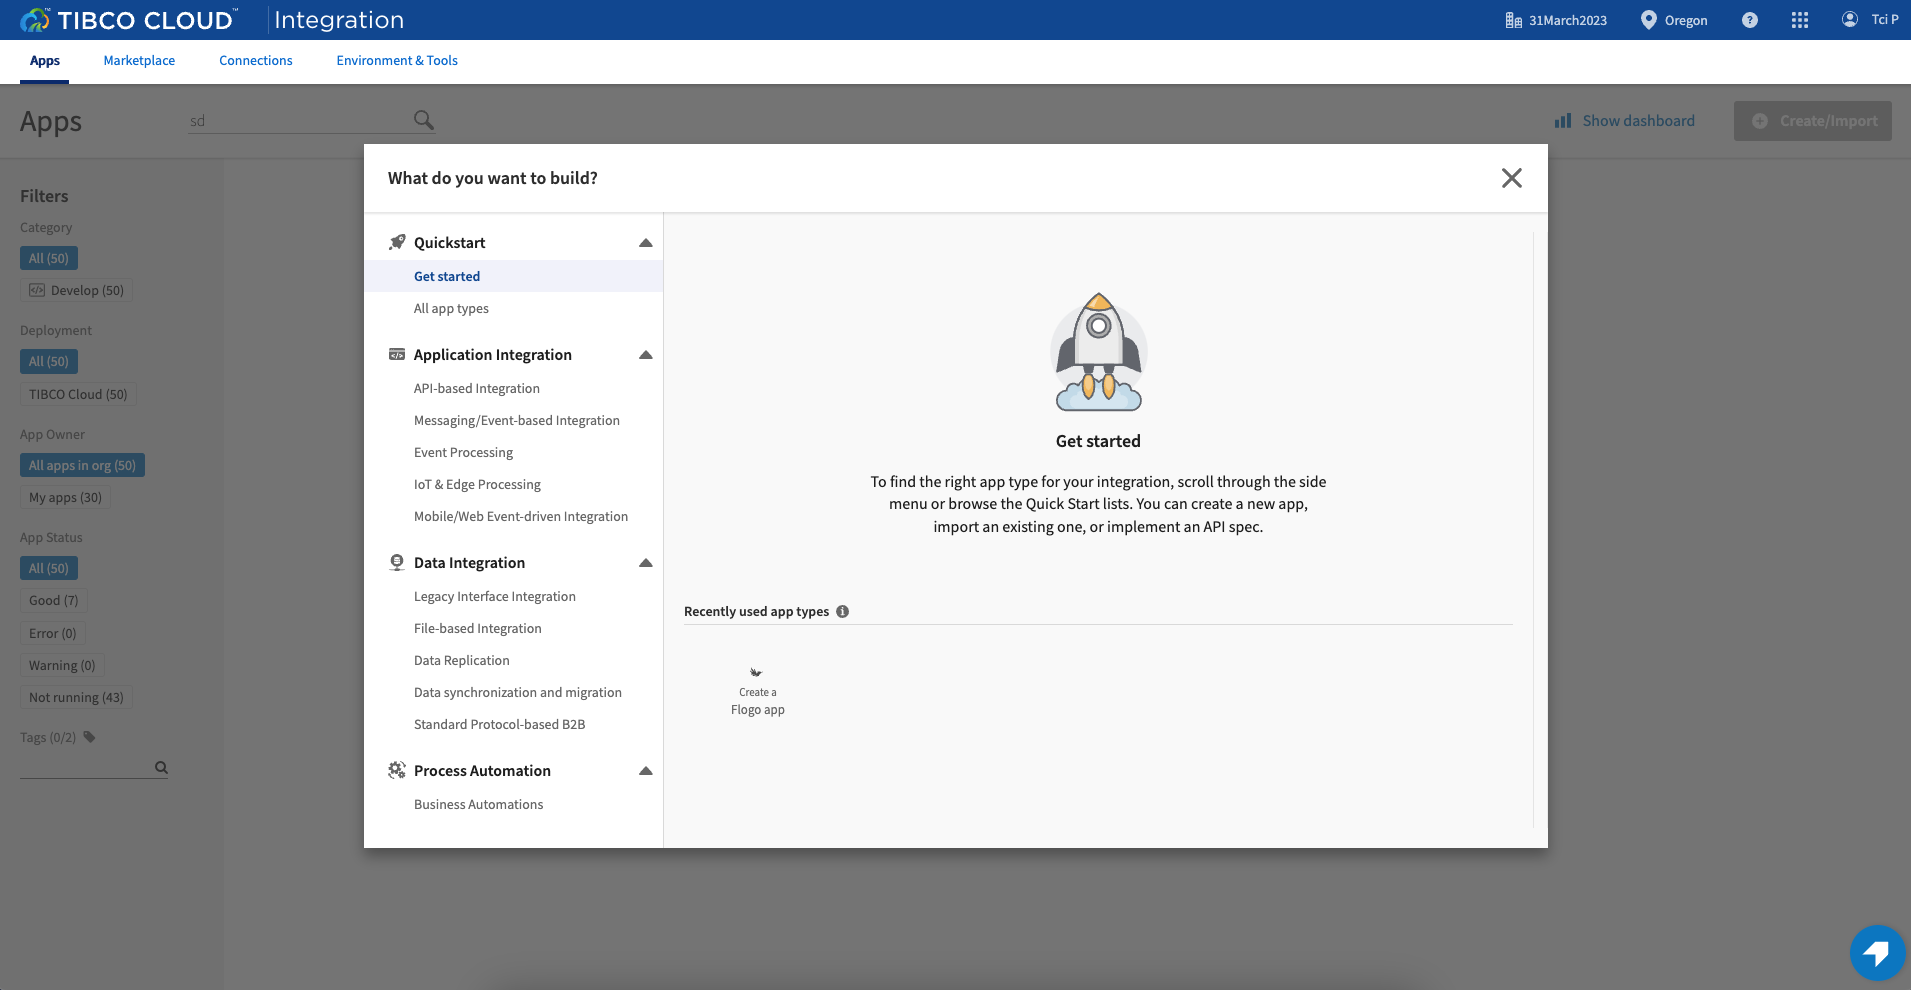 TIBCO CLOUD™ Integration
31March2023
Oregon
?
Tci P
Apps
Marketplace
Connections
Environment & Tools
Apps
sd
Show dashboard
Create/Import
Filters
Category
All (50)
Develop (50)
Deployment
All (50)
TIBCO Cloud (50)
App Owner
All apps in org (50)
My apps (30)
App Status
All (50)
Good (7)
Error (0)
Warning (0)
Not running (43)
Tags (0/2)
What do you want to build?
Quickstart
Get started
All app types
Application Integration
API-based Integration
Messaging/Event-based Integration
Event Processing
IoT & Edge Processing
Mobile/Web Event-driven Integration
Data Integration
Legacy Interface Integration
File-based Integration
Data Replication
Data synchronization and migration
Standard Protocol-based B2B
Process Automation
Business Automations
Get started
To find the right app type for your integration, scroll through the side
menu or browse the Quick Start lists. You can create a new app,
import an existing one, or implement an API spec.
Recently used app types
Create a
Flogo app